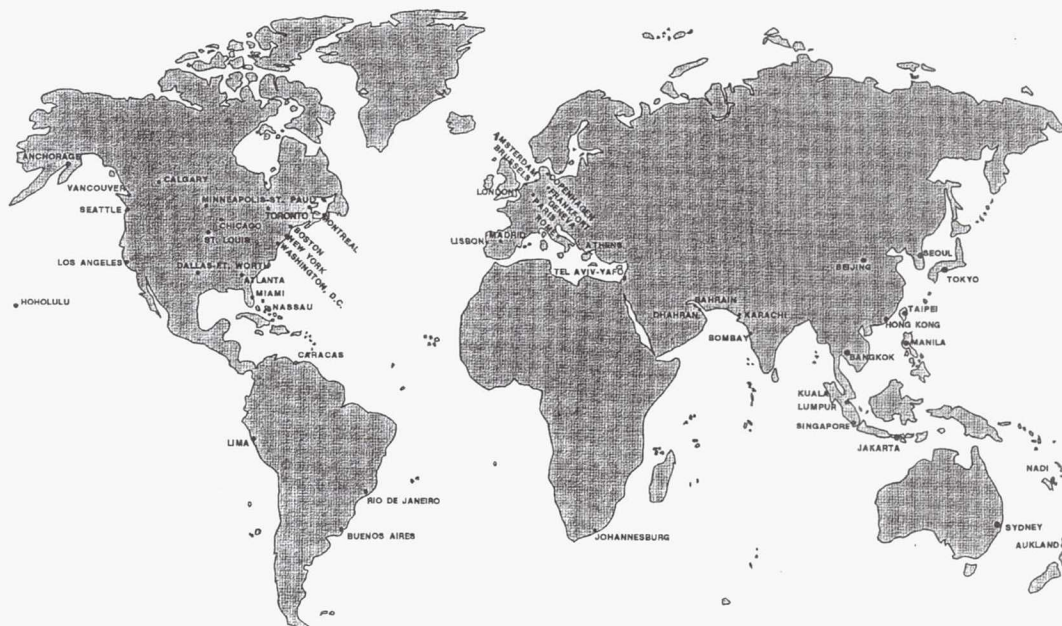 ANCHORAGE
VANCOUVER
CALGARY
SEATTLE
MINNEAPOLIS-ST. PAUL
TORONTO
MONTREAL
CHICAGO
ST. LOUIS
BOSTON
NEW YORK
WASHINGTON, D.C.
LOS ANGELES
DALLAS-FT. WORTH
ATLANTA
MIAMI
NASSAU
HOHOLULU
CARACAS
LIMA
RIO DE JANEIRO
BUENOS AIRES
AMSTERDAM
BRUSSELS
LONDON
COPENHAGEN
FRANKFORT
PARIS
ROME
LISBON
MADRID
ATHENS
TEL AVIV-YAFO
BAHRAIN
DHAHRAN
KARACHI
BOMBAY
JOHANNESBURG
BEIJING
SEOUL
TOKYO
TAIPEI
HONG KONG
MANILA
BANGKOK
KUALA
LUMPUR
SINGAPORE
JAKARTA
NADI
SYDNEY
AUKLAND